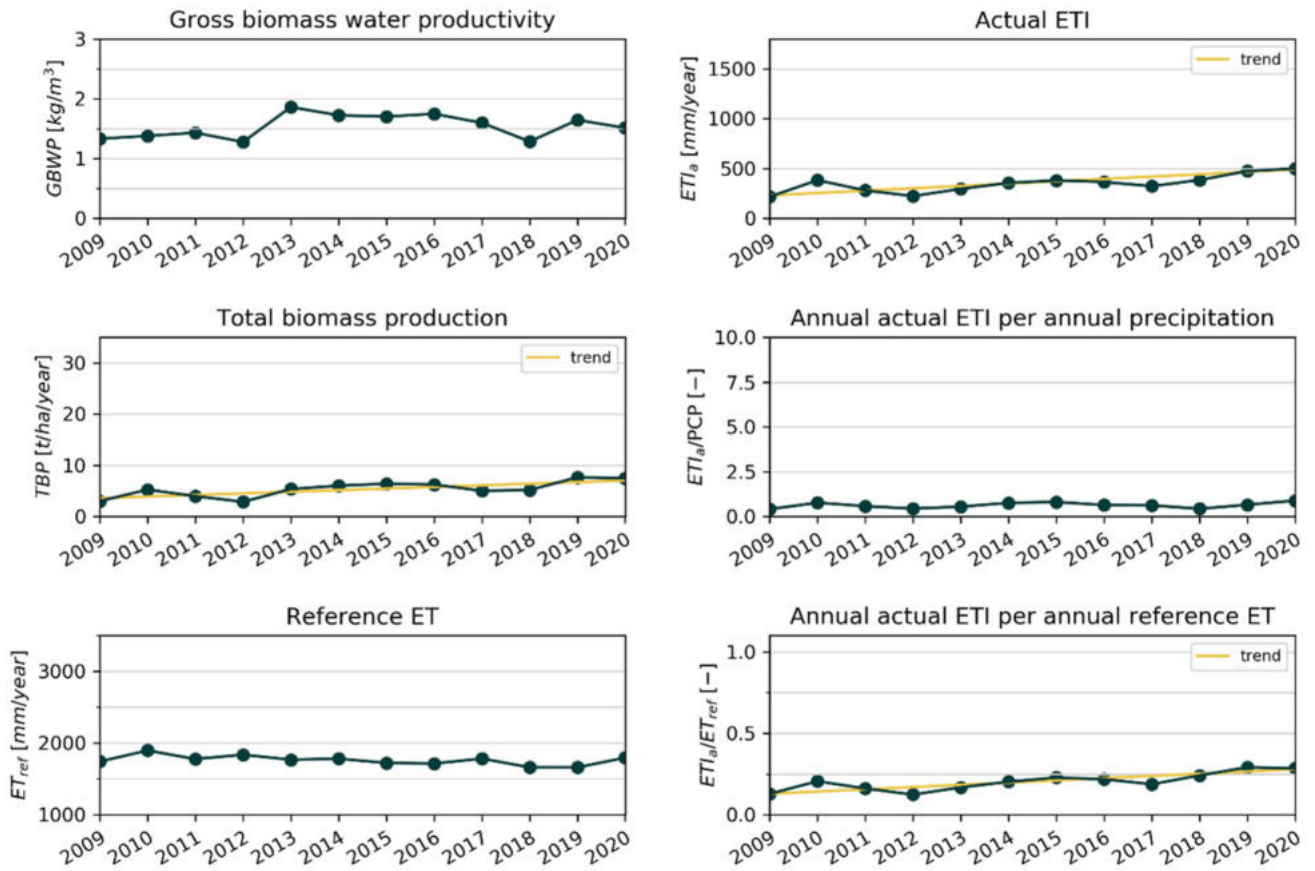 Gross biomass water productivity
GBWP [kg/m³]
3
2
1
0
2009 2010 2011 2012 2013 2014 2015 2016 2017 2018 2019 2020
Actual ETI
ETIₐ [mm/year]
1500
1000
500
0
trend
2009 2010 2011 2012 2013 2014 2015 2016 2017 2018 2019 2020
Total biomass production
TBP [t/ha/year]
30
20
10
0
trend
2009 2010 2011 2012 2013 2014 2015 2016 2017 2018 2019 2020
Annual actual ETI per annual precipitation
ETIₐ/PCP [−]
10.0
7.5
5.0
2.5
0.0
2009 2010 2011 2012 2013 2014 2015 2016 2017 2018 2019 2020
Reference ET
ET_ref [mm/year]
3000
2000
1000
2009 2010 2011 2012 2013 2014 2015 2016 2017 2018 2019 2020
Annual actual ETI per annual reference ET
ETIₐ/ET_ref [−]
1.0
0.5
0.0
trend
2009 2010 2011 2012 2013 2014 2015 2016 2017 2018 2019 2020